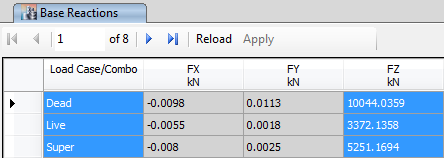 Base Reactions
1 of 8 Reload Apply
Load Case/Combo FX FY FZ
kN kN kN
Dead -0.0098 0.0113 10044.0359
Live -0.0055 0.0018 3372.1358
Super -0.008 0.0025 5251.1694